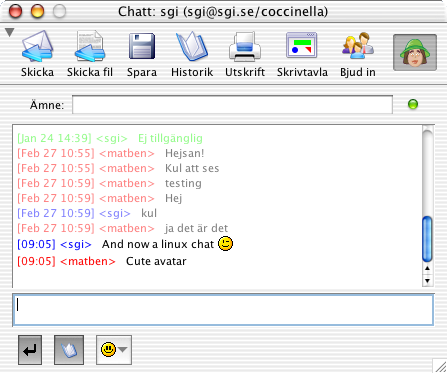 Chatt: sgi (sgi@sgi.se/coccinella)
Skicka Skicka fil Spara Historik Utskrift Skrivtavla Bjud in
Ämne:
[Jan 24 14:39] <sgi> Ej tillgänglig
[Feb 27 10:55] <matben> Hejsan!
[Feb 27 10:55] <matben> Kul att ses
[Feb 27 10:59] <matben> testing
[Feb 27 10:59] <matben> Hej
[Feb 27 10:59] <sgi> kul
[Feb 27 10:59] <matben> ja det är det
[09:05] <sgi> And now a linux chat
[09:05] <matben> Cute avatar